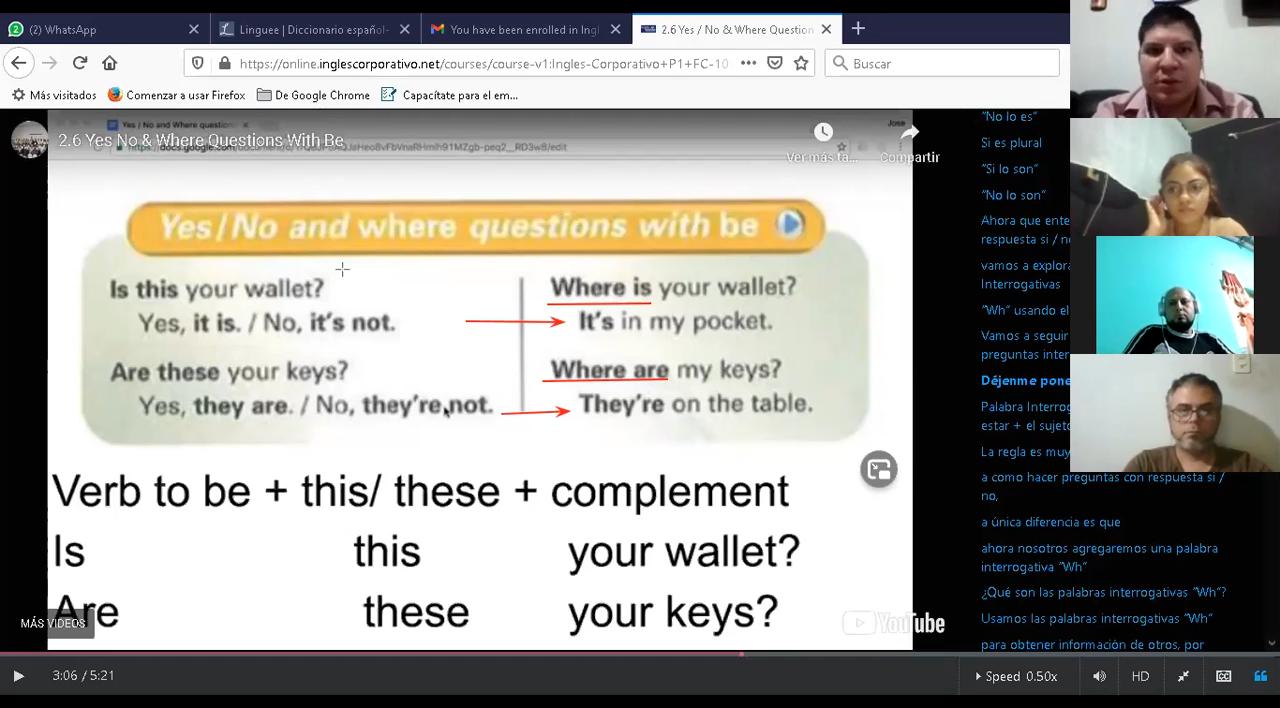 (2) WhatsApp
Linguee | Diccionario español-
You have been enrolled in Ingl
2.6 Yes / No & Where Question
https://online.inglescorporativo.net/courses/course-v1:Ingles-Corporativo+P1+FC-10
Buscar
Más visitados
Comenzar a usar Firefox
De Google Chrome
Capacítate para el em...
Yes / No and Where question
Jose
2.6 Yes No & Where Questions With Be
Ver más ta...
Compartir
Yes/No and where questions with be
Is this your wallet?
Yes, it is. / No, it's not.
Are these your keys?
Yes, they are. / No, they're not.
Where is your wallet?
It's in my pocket.
Where are my keys?
They're on the table.
Verb to be + this/ these + complement
Is this your wallet?
Are these your keys?
MÁS VIDEOS
YouTube
"No lo es"
Si es plural
"Si lo son"
"No lo son"
Ahora que ente
respuesta si / n
vamos a explora
Interrogativas
"Wh" usando el
Vamos a seguir
preguntas inter
Déjenme pone
Palabra Interrog
estar + el sujeto
La regla es muy
a como hacer preguntas con respuesta si /
no,
a única diferencia es que
ahora nosotros agregaremos una palabra
interrogativa "Wh"
¿Qué son las palabras interrogativas "Wh"?
Usamos las palabras interrogativas "Wh"
para obtener información de otros, por
3:06 / 5:21
Speed 0.50x
HD